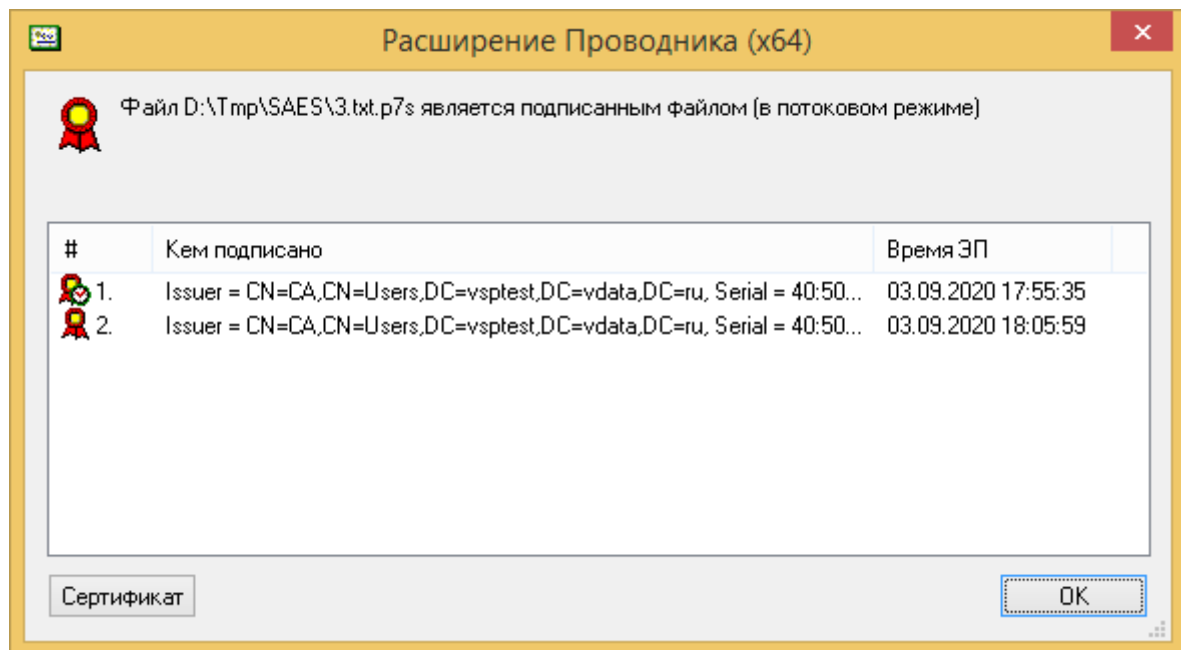 Расширение Проводника (x64)
Файл D:\Tmp\SAES\3.txt.p7s является подписанным файлом (в потоковом режиме)
# Кем подписано Время ЭП
1. Issuer = CN=CA,CN=Users,DC=vsptest,DC=vdata,DC=ru, Serial = 40:50... 03.09.2020 17:55:35
2. Issuer = CN=CA,CN=Users,DC=vsptest,DC=vdata,DC=ru, Serial = 40:50... 03.09.2020 18:05:59
Сертификат OK